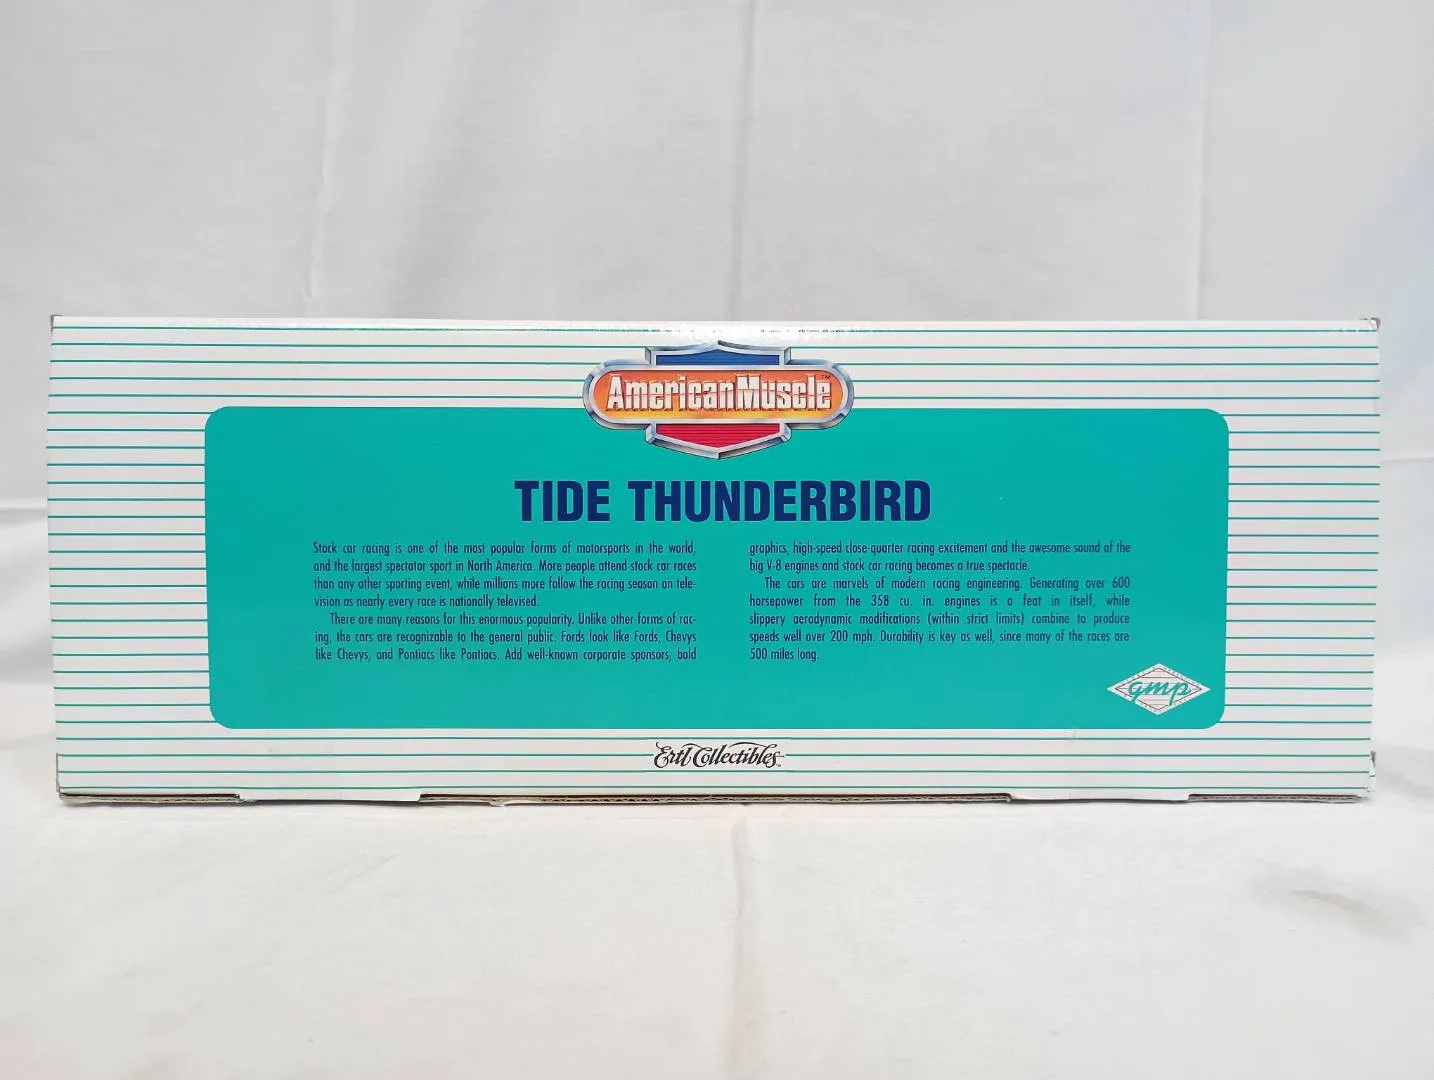 AmericanMuscle™
TIDE THUNDERBIRD
Stock car racing is one of the most popular forms of motorsports in the world,
and the largest spectator sport in North America. More people attend stock car races
than any other sporting event, while millions more follow the racing season on tele-
vision as nearly every race is nationally televised.
There are many reasons for this enormous popularity. Unlike other forms of rac-
ing, the cars are recognizable to the general public. Fords look like Fords, Chevys
like Chevys, and Pontiacs like Pontiacs. Add well-known corporate sponsors, bold
graphics, high-speed close-quarter racing excitement and the awesome sound of the
big V-8 engines and stock car racing becomes a true spectacle.
The cars are marvels of modern racing engineering. Generating over 600
horsepower from the 358 cu. in. engines is a feat in itself, while
slippery aerodynamic modifications (within strict limits) combine to produce
speeds well over 200 mph. Durability is key as well, since many of the races are
500 miles long.
gmp
Ertl Collectibles™